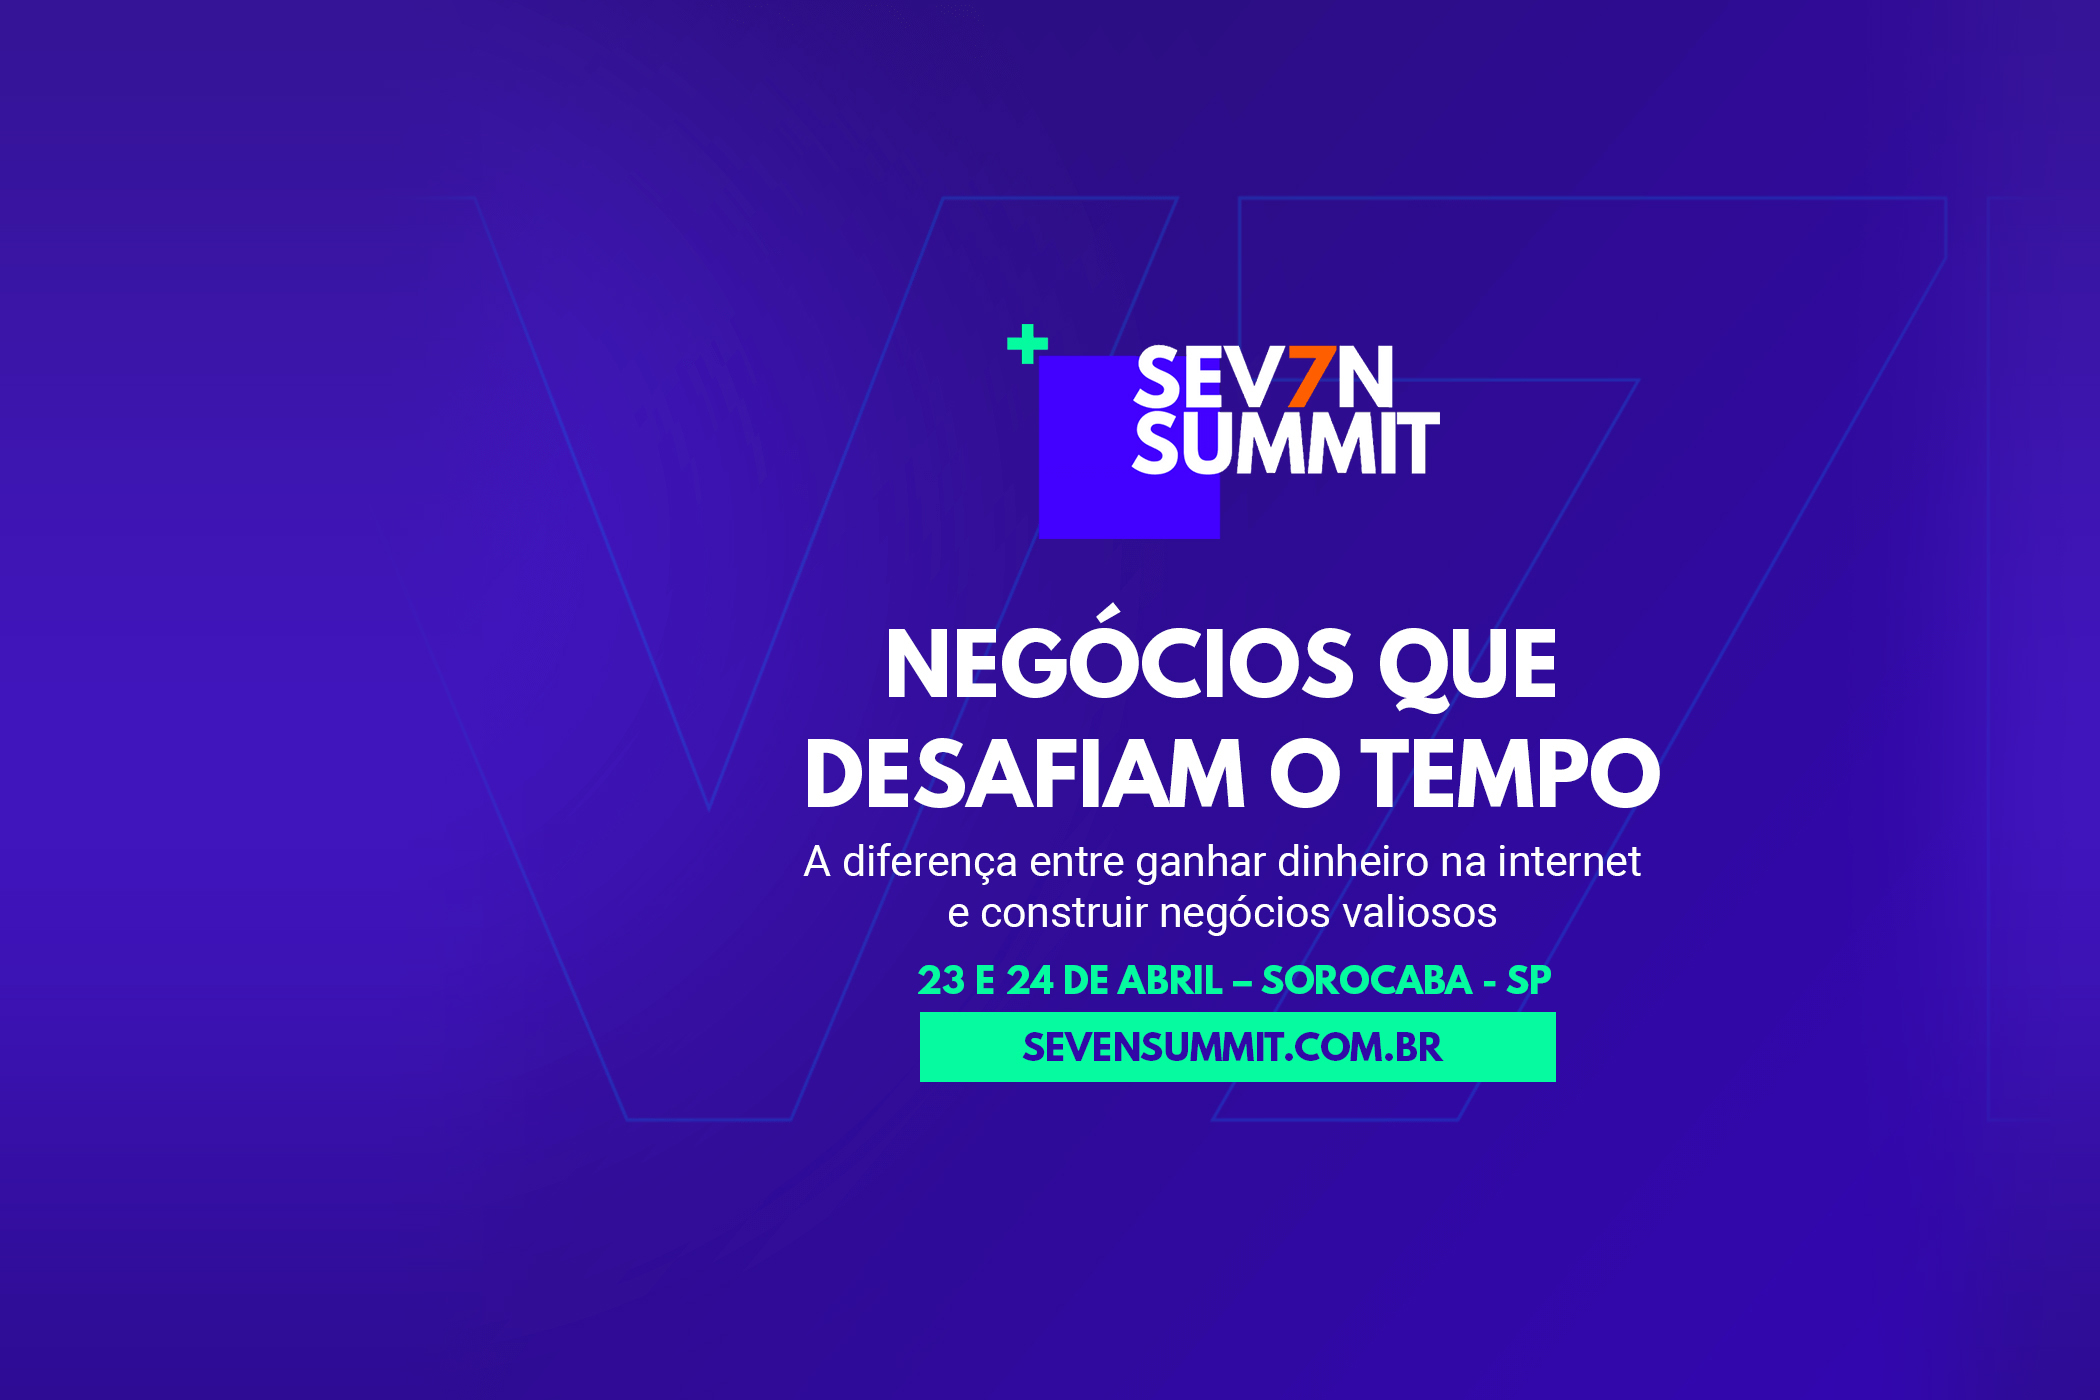 SEV7N
SUMMIT
NEGÓCIOS QUE
DESAFIAM O TEMPO
A diferença entre ganhar dinheiro na internet
e construir negócios valiosos
23 E 24 DE ABRIL – SOROCABA - SP
SEVENSUMMIT.COM.BR